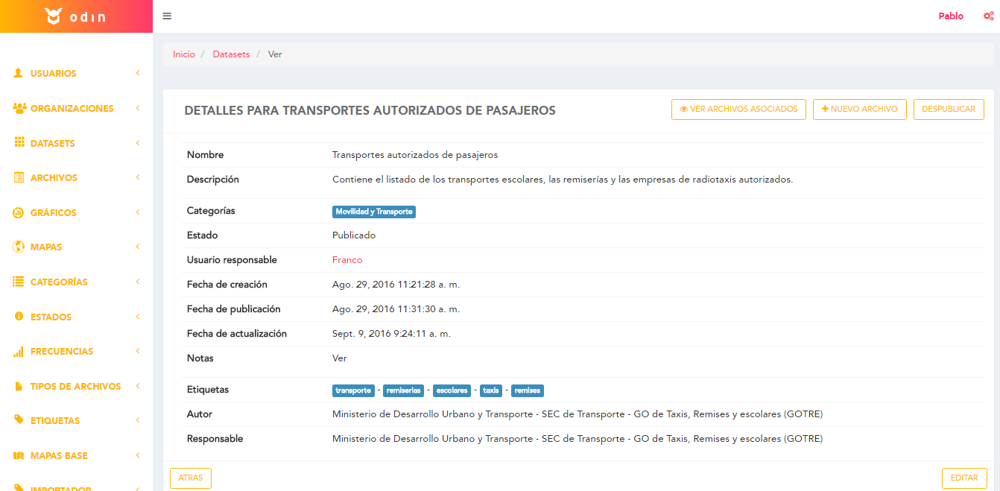 odin
Pablo
Inicio / Datasets / Ver
USUARIOS
ORGANIZACIONES
DATASETS
ARCHIVOS
GRÁFICOS
MAPAS
CATEGORÍAS
ESTADOS
FRECUENCIAS
TIPOS DE ARCHIVOS
ETIQUETAS
MAPAS BASE
IMPORTADOR
DETALLES PARA TRANSPORTES AUTORIZADOS DE PASAJEROS
VER ARCHIVOS ASOCIADOS
NUEVO ARCHIVO
DESPUBLICAR
Nombre Transportes autorizados de pasajeros
Descripción Contiene el listado de los transportes escolares, las remiserías y las empresas de radiotaxis autorizados.
Categorías Movilidad y Transporte
Estado Publicado
Usuario responsable Franco
Fecha de creación Ago. 29, 2016 11:21:28 a. m.
Fecha de publicación Ago. 29, 2016 11:31:30 a. m.
Fecha de actualización Sept. 9, 2016 9:24:11 a. m.
Notas Ver
Etiquetas transporte - remiserias - escolares - taxis - remises
Autor Ministerio de Desarrollo Urbano y Transporte - SEC de Transporte - GO de Taxis, Remises y escolares (GOTRE)
Responsable Ministerio de Desarrollo Urbano y Transporte - SEC de Transporte - GO de Taxis, Remises y escolares (GOTRE)
ATRAS
EDITAR